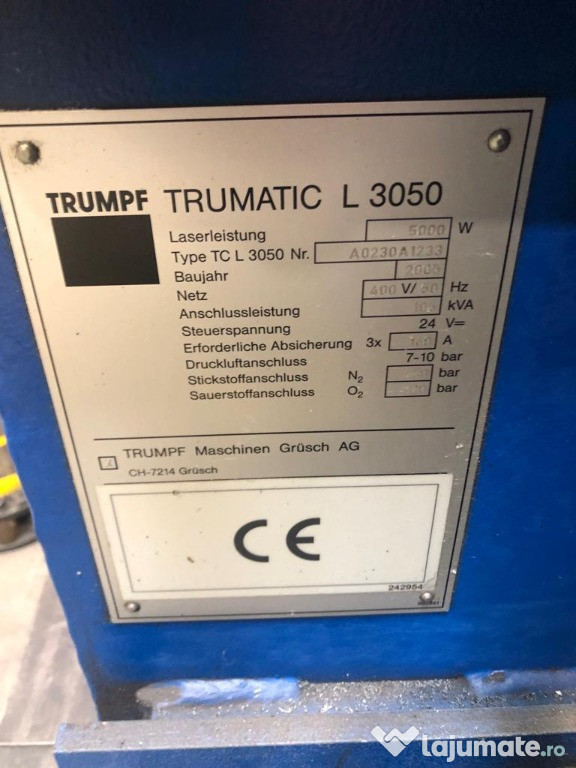 TRUMPF TRUMATIC L 3050
Laserleistung 5000 W
Type TC L 3050 Nr. A0230A1233
Baujahr
Netz 400 V/ Hz
Anschlussleistung kVA
Steuerspannung 24 V=
Erforderliche Absicherung 3x A
Druckluftanschluss 7-10 bar
Stickstoffanschluss N₂ bar
Sauerstoffanschluss O₂ bar
TRUMPF Maschinen Grüsch AG
CH-7214 Grüsch
CE
242954
lajumate.ro